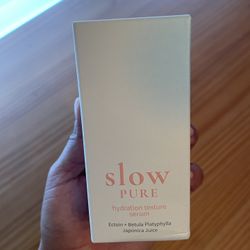 slow
PURE
hydration texture
serum
Ectoin • Betula Platyphylla
Japonica Juice